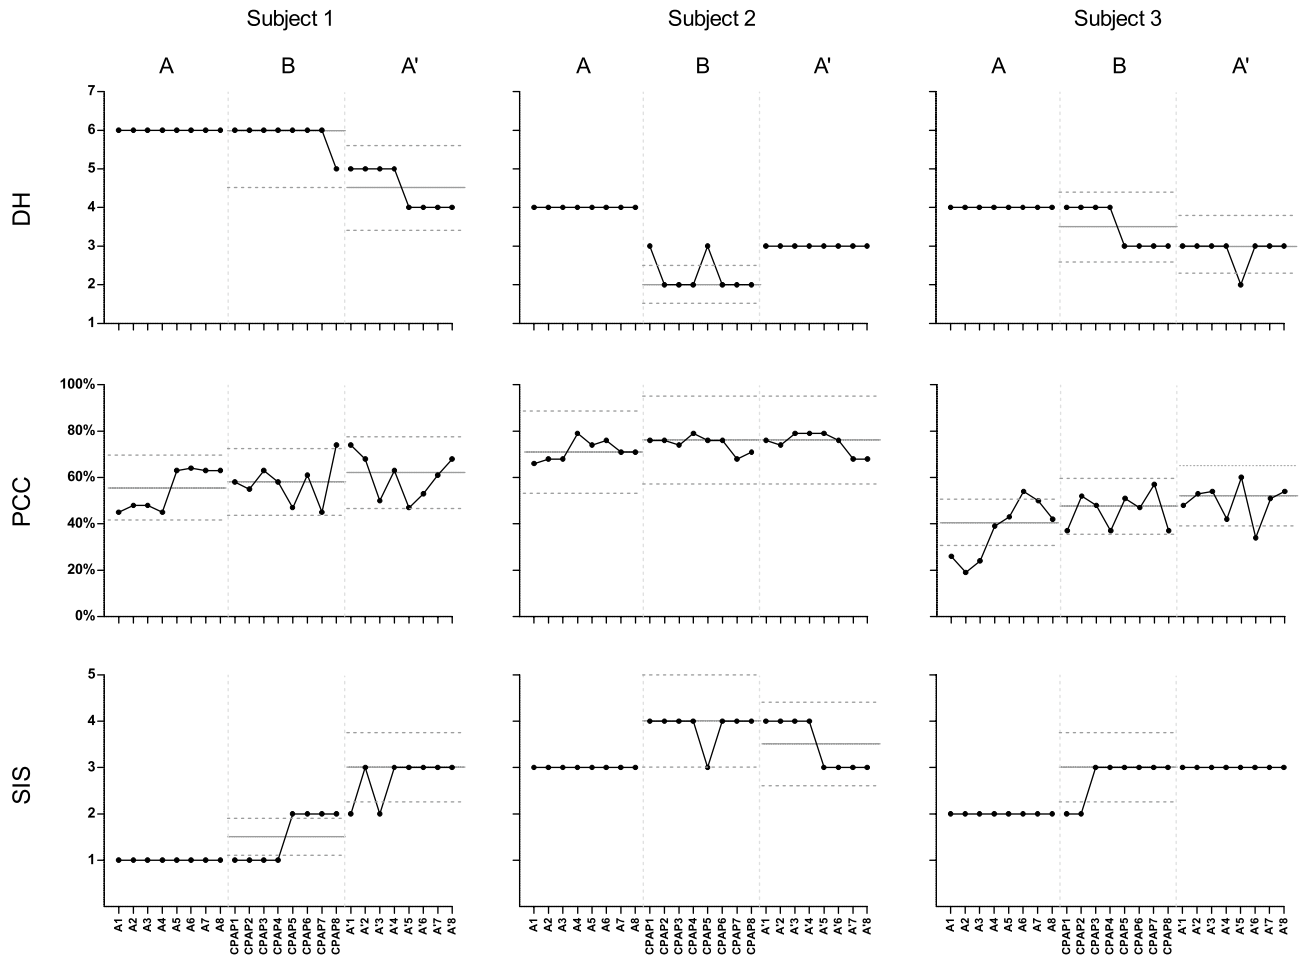 Subject 1 Subject 2 Subject 3
A B A' A B A' A B A'
DH
7
6
5
4
3
2
1
A1 A2 A3 A4 A5 A6 A7 A8 CPAP1 CPAP2 CPAP3 CPAP4 CPAP5 CPAP6 CPAP7 CPAP8 A'1 A'2 A'3 A'4 A'5 A'6 A'7 A'8
A1 A2 A3 A4 A5 A6 A7 A8 CPAP1 CPAP2 CPAP3 CPAP4 CPAP5 CPAP6 CPAP7 CPAP8 A'1 A'2 A'3 A'4 A'5 A'6 A'7 A'8
A1 A2 A3 A4 A5 A6 A7 A8 CPAP1 CPAP2 CPAP3 CPAP4 CPAP5 CPAP6 CPAP7 CPAP8 A'1 A'2 A'3 A'4 A'5 A'6 A'7 A'8
PCC
100%
80%
60%
40%
20%
0%
SIS
5
4
3
2
1